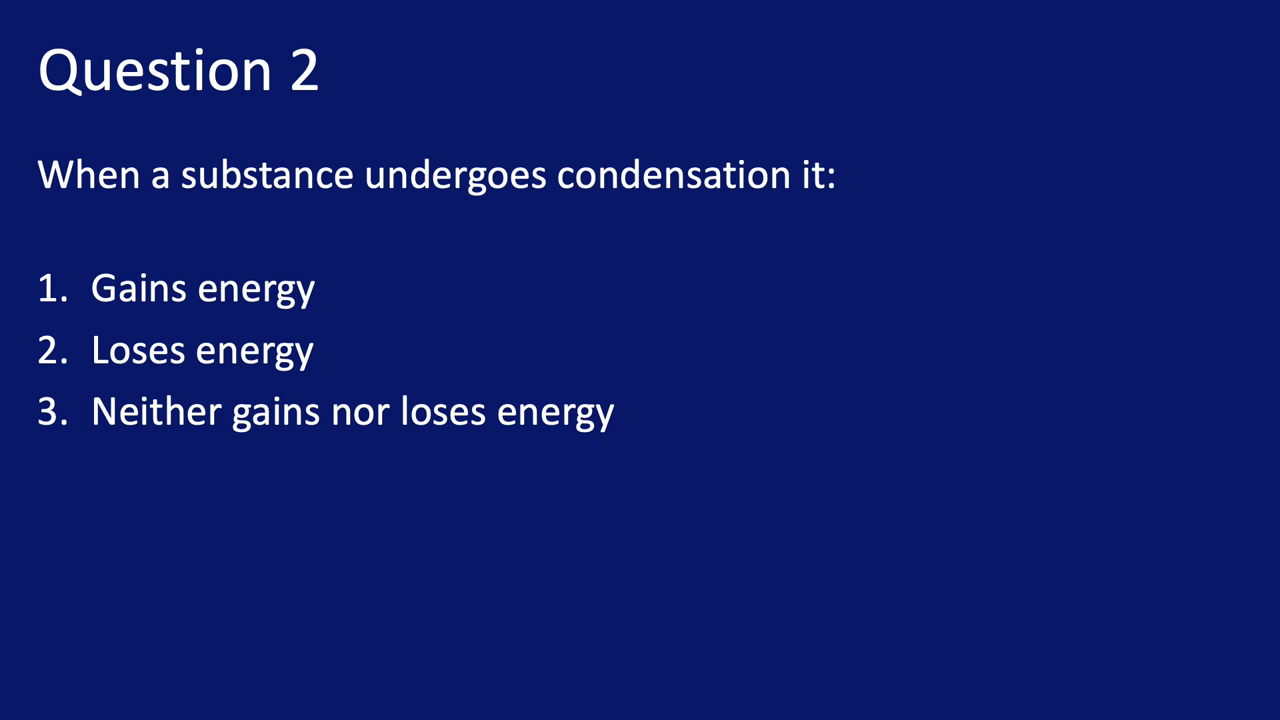 Question 2
When a substance undergoes condensation it:
1. Gains energy
2. Loses energy
3. Neither gains nor loses energy